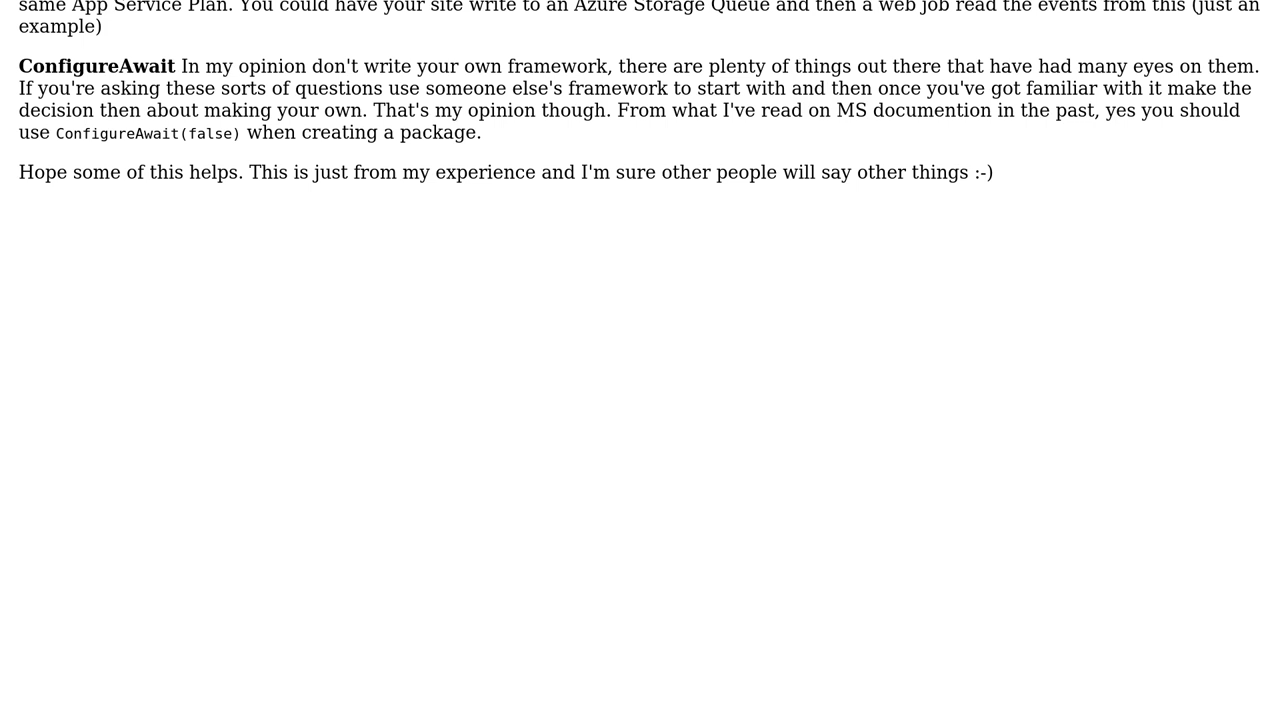 same App Service Plan. You could have your site write to an Azure Storage Queue and then a web job read the events from this (just an
example)
ConfigureAwait In my opinion don't write your own framework, there are plenty of things out there that have had many eyes on them.
If you're asking these sorts of questions use someone else's framework to start with and then once you've got familiar with it make the
decision then about making your own. That's my opinion though. From what I've read on MS documention in the past, yes you should
use ConfigureAwait(false) when creating a package.
Hope some of this helps. This is just from my experience and I'm sure other people will say other things :-)